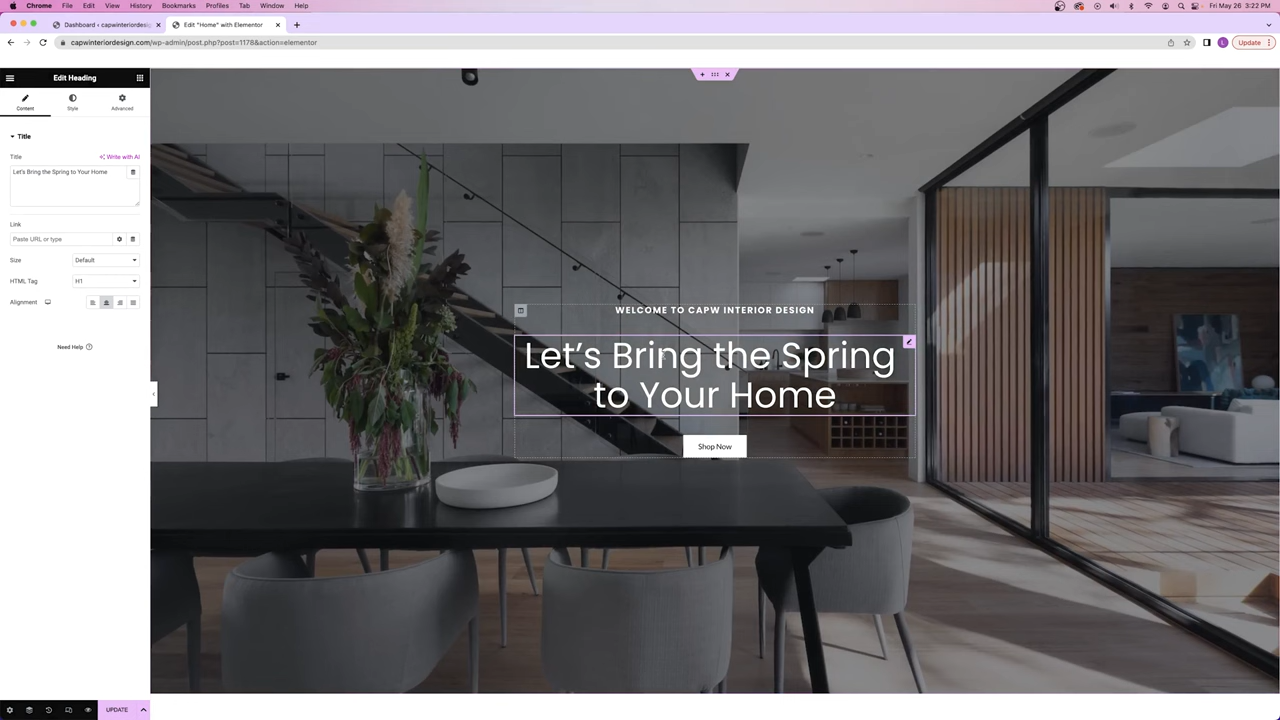 Chrome File Edit View History Bookmarks Profiles Tab Window Help
Fri May 26 3:22 PM
Dashboard ‹ capwinteriordesi
Edit "Home" with Elementor
capwinteriordesign.com/wp-admin/post.php?post=1178&action=elementor
L
Update
Edit Heading
Content Style Advanced
Title
Title Write with AI
Let's Bring the Spring to Your Home
Link
Paste URL or type
Size Default
HTML Tag H1
Alignment
Need Help
WELCOME TO CAPW INTERIOR DESIGN
Let's Bring the Spring
to Your Home
Shop Now
UPDATE